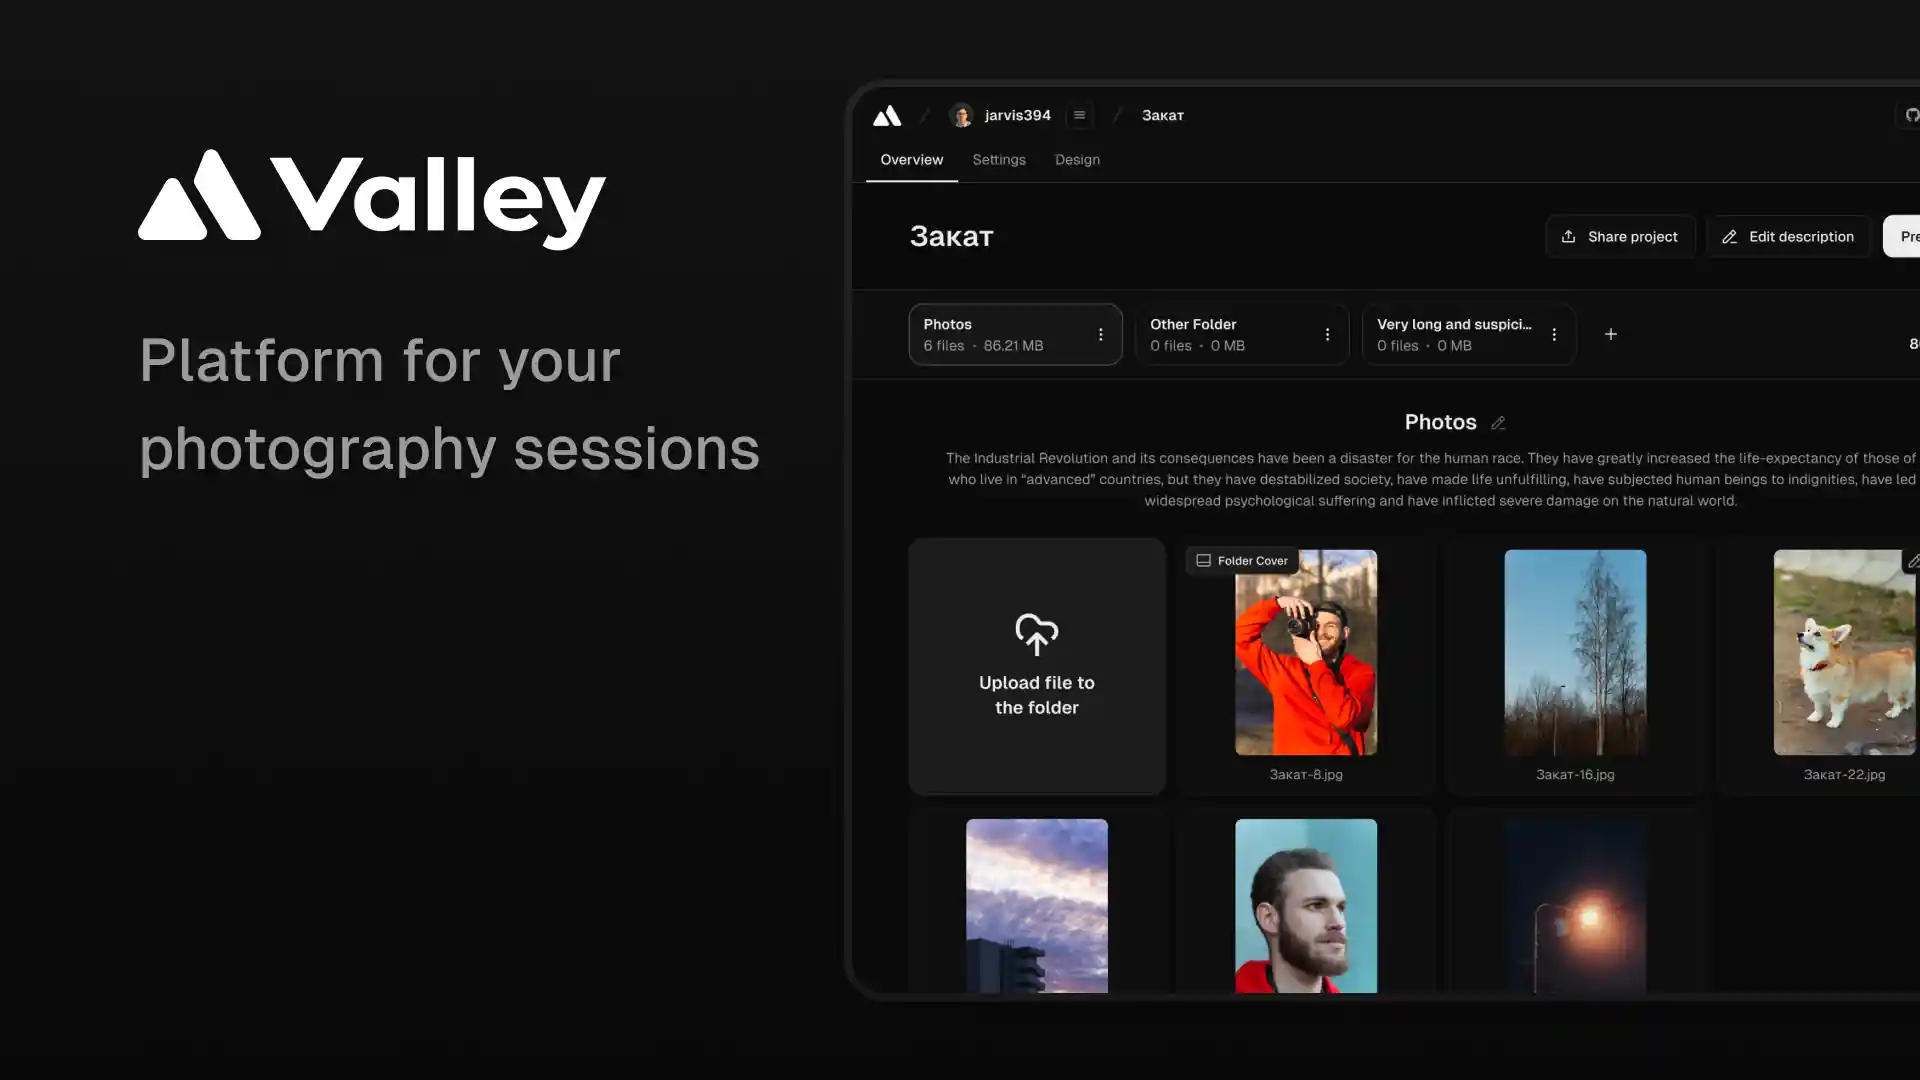 Valley
Platform for your
photography sessions
jarvis394
Закат
Overview
Settings
Design
Закат
Share project
Edit description
Photos
6 files • 86.21 MB
Other Folder
0 files • 0 MB
Very long and suspici...
0 files • 0 MB
Photos
The Industrial Revolution and its consequences have been a disaster for the human race. They have greatly increased the life-expectancy of those of
who live in “advanced” countries, but they have destabilized society, have made life unfulfilling, have subjected human beings to indignities, have led
widespread psychological suffering and have inflicted severe damage on the natural world.
Upload file to
the folder
Folder Cover
Закат-8.jpg
Закат-16.jpg
Закат-22.jpg